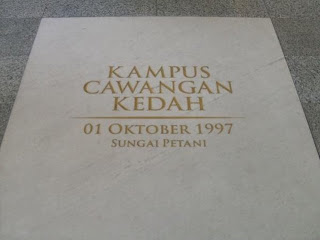 KAMPUS
CAWANGAN
KEDAH
01 OKTOBER 1997
SUNGAI PETANI